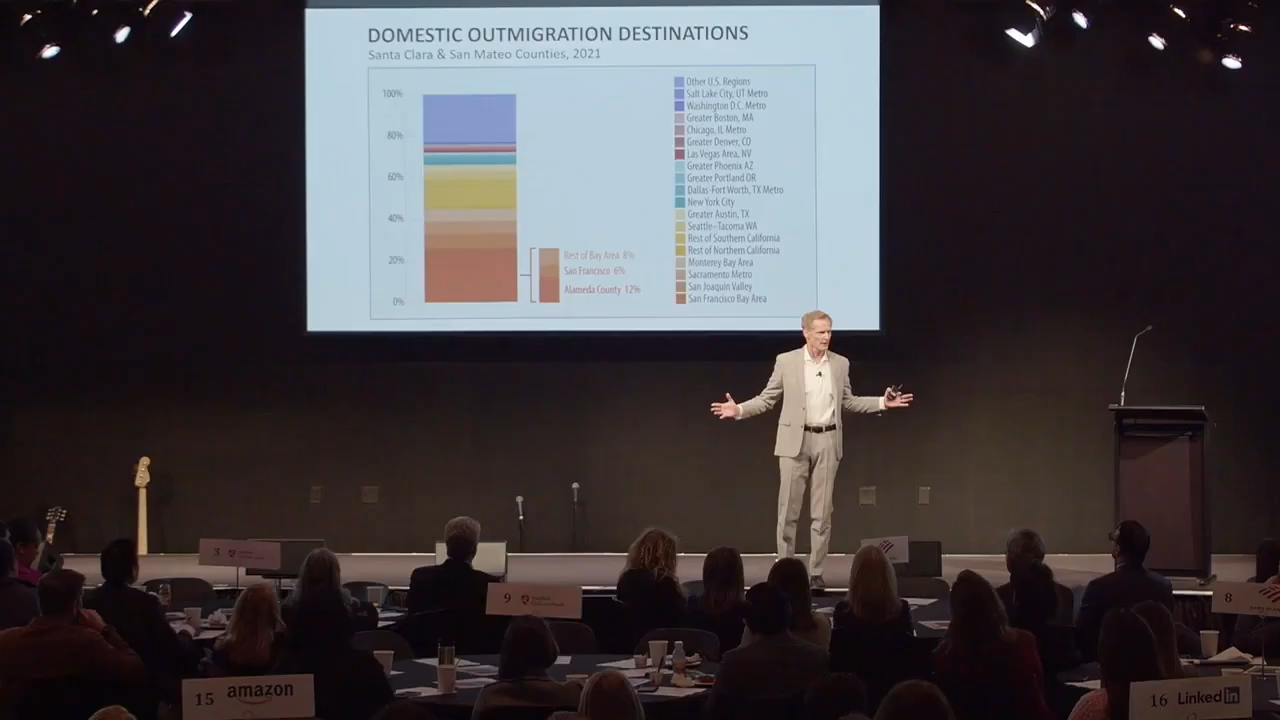 DOMESTIC OUTMIGRATION DESTINATIONS
Santa Clara & San Mateo Counties, 2021
100%
80%
60%
40%
20%
0%
Rest of Bay Area 8%
San Francisco 6%
Alameda County 12%
Other U.S. Regions
Salt Lake City, UT Metro
Washington D.C. Metro
Greater Boston, MA
Chicago, IL Metro
Greater Denver, CO
Las Vegas Area, NV
Greater Phoenix AZ
Greater Portland OR
Dallas-Fort Worth, TX Metro
New York City
Greater Austin, TX
Seattle-Tacoma WA
Rest of Southern California
Rest of Northern California
Monterey Bay Area
Sacramento Metro
San Joaquin Valley
San Francisco Bay Area
3
9
8
15 amazon
16 LinkedIn